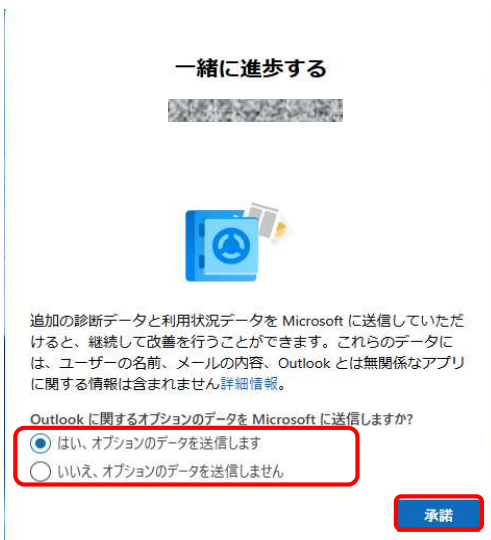 一緒に進歩する
追加の診断データと利用状況データを Microsoft に送信していただ
けると、継続して改善を行うことができます。これらのデータに
は、ユーザーの名前、メールの内容、Outlook とは無関係なアプリ
に関する情報は含まれません詳細情報。
Outlook に関するオプションのデータを Microsoft に送信しますか?
はい、オプションのデータを送信します
いいえ、オプションのデータを送信しません
承諾